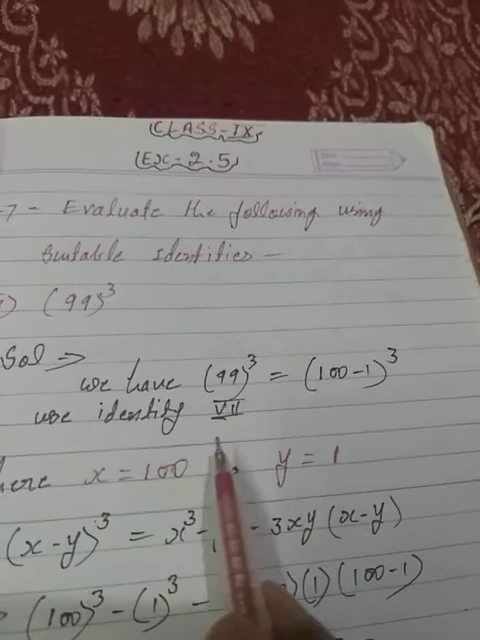 CLASS-IX
Ex-2.5
7- Evaluate the following using
Suitable Identities -
(99)³
Sol ⇒
we have (99)³ = (100-1)³
use identity VII
here x = 100, y = 1
(x-y)³ = x³- - 3xy(x-y)
(100)³ - (1)³ - )(1)(100-1)